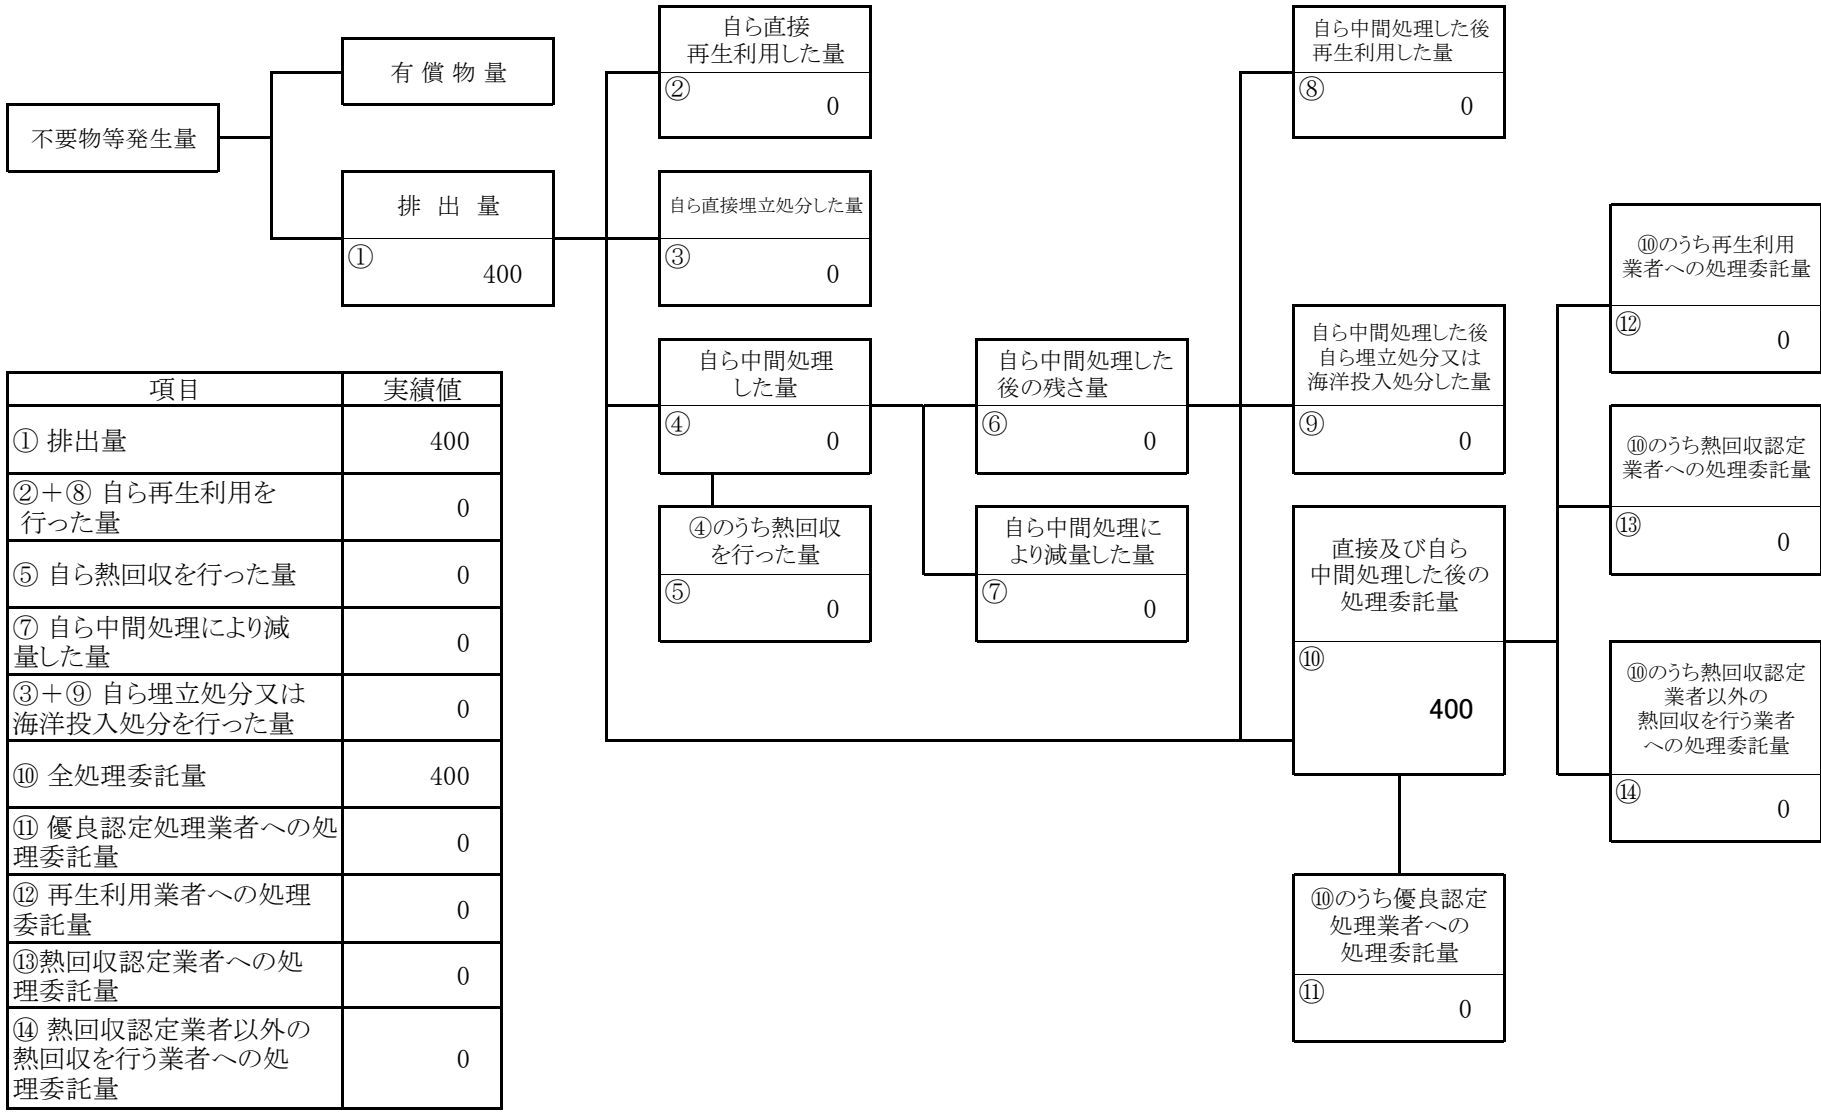 不要物等発生量
有 償 物 量
排 出 量
①
400
自ら直接
再生利用した量
②
0
自ら直接埋立処分した量
③
0
自ら中間処理
した量
④
0
④のうち熱回収
を行った量
⑤
0
自ら中間処理した
後の残さ量
⑥
0
自ら中間処理に
より減量した量
⑦
0
自ら中間処理した後
再生利用した量
⑧
0
自ら中間処理した後
自ら埋立処分又は
海洋投入処分した量
⑨
0
直接及び自ら
中間処理した後の
処理委託量
⑩
400
⑩のうち優良認定
処理業者への
処理委託量
⑪
0
⑩のうち再生利用
業者への処理委託量
⑫
0
⑩のうち熱回収認定
業者への処理委託量
⑬
0
⑩のうち熱回収認定
業者以外の
熱回収を行う業者
への処理委託量
⑭
0
項目 実績値
① 排出量 400
②＋⑧ 自ら再生利用を
行った量 0
⑤ 自ら熱回収を行った量 0
⑦ 自ら中間処理により減
量した量 0
③＋⑨ 自ら埋立処分又は
海洋投入処分を行った量 0
⑩ 全処理委託量 400
⑪ 優良認定処理業者への処
理委託量 0
⑫ 再生利用業者への処理
委託量 0
⑬熱回収認定業者への処
理委託量 0
⑭ 熱回収認定業者以外の
熱回収を行う業者への処
理委託量 0